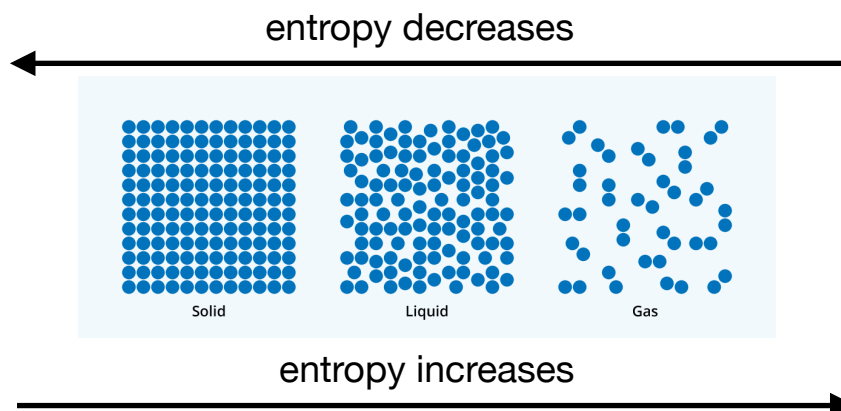 entropy decreases
Solid
Liquid
Gas
entropy increases